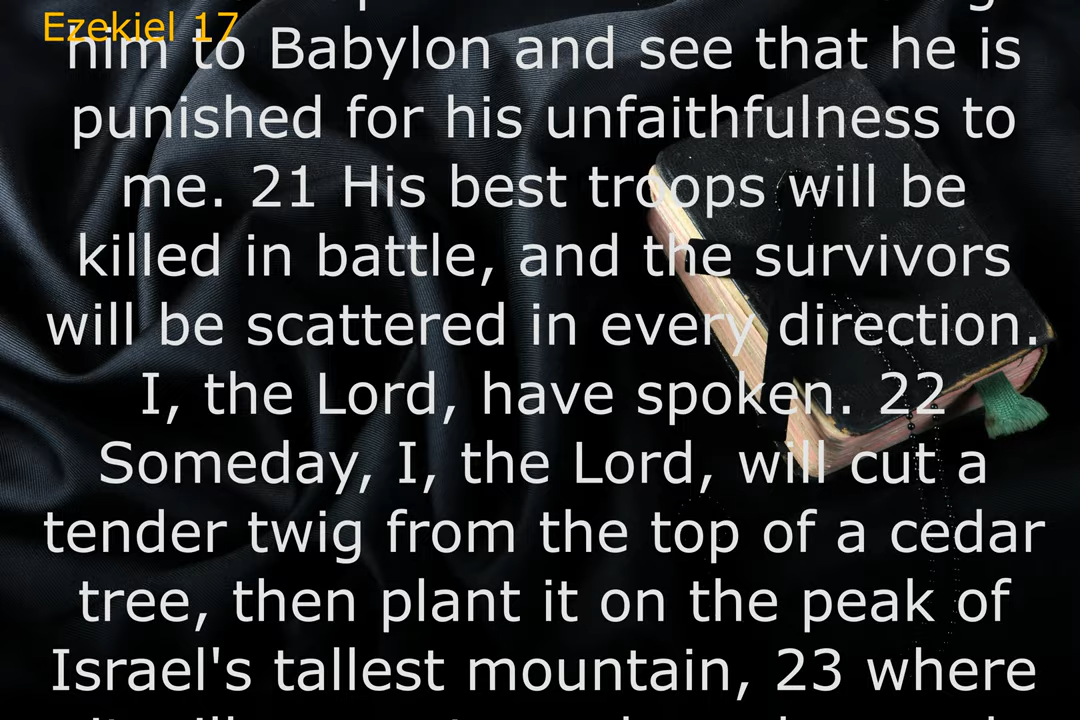 Ezekiel 17
him to Babylon and see that he is
punished for his unfaithfulness to
me. 21 His best troops will be
killed in battle, and the survivors
will be scattered in every direction.
I, the Lord, have spoken. 22
Someday, I, the Lord, will cut a
tender twig from the top of a cedar
tree, then plant it on the peak of
Israel's tallest mountain, 23 where